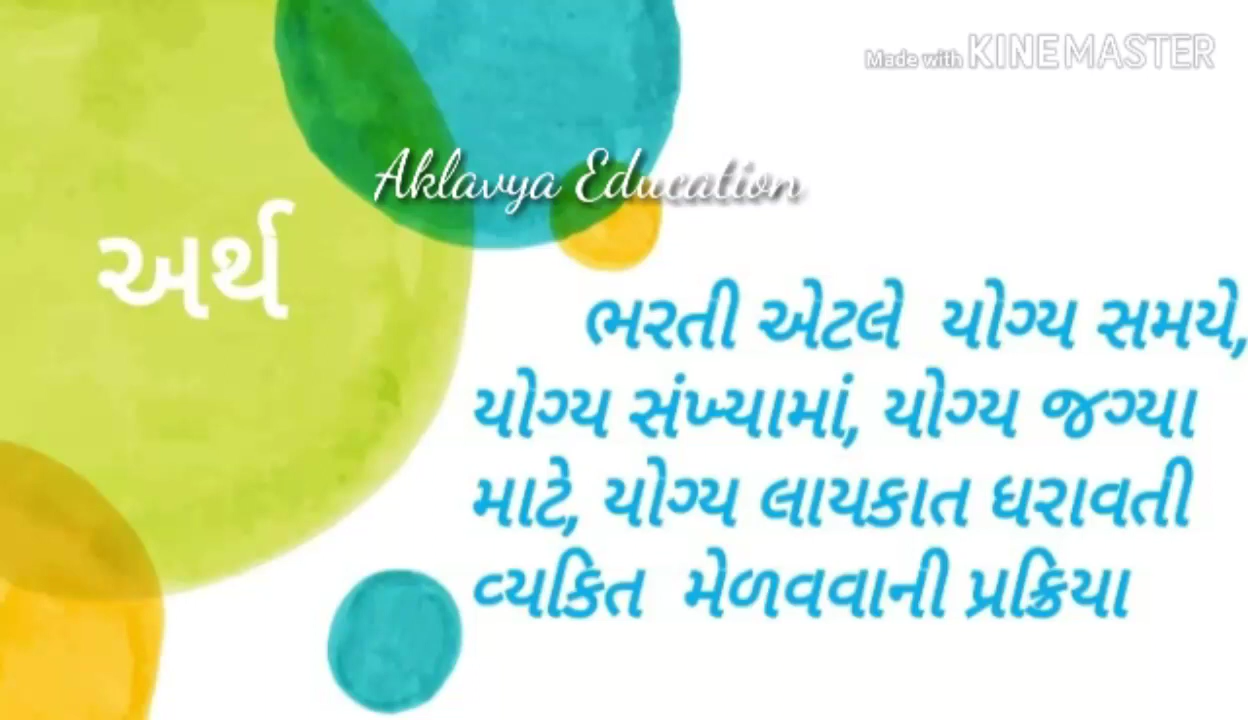 Made with KINEMASTER
Aklavya Education
અર્થ
ભરતી એટલે યોગ્ય સમયે,
યોગ્ય સંખ્યામાં, યોગ્ય જગ્યા
માટે, યોગ્ય લાયકાત ધરાવતી
વ્યકિત મેળવવાની પ્રક્રિયા